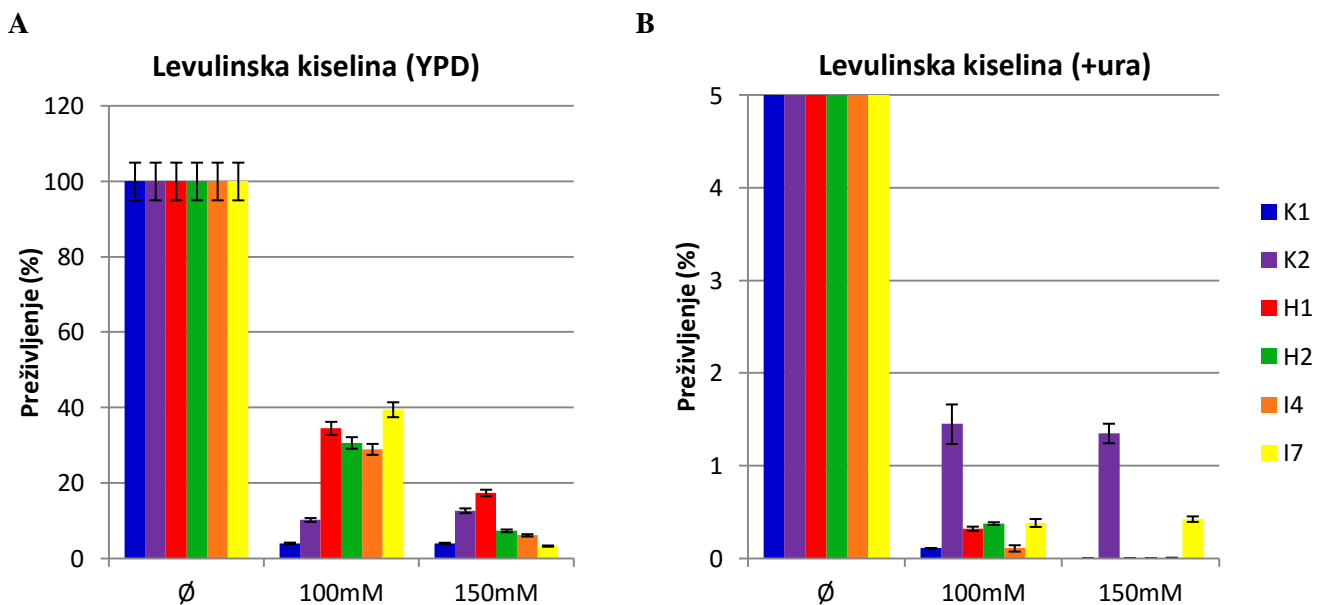 A
Levulinska kiselina (YPD)
Preživljenje (%)
120
100
80
60
40
20
0
Ø
100mM
150mM
B
Levulinska kiselina (+ura)
Preživljenje (%)
5
4
3
2
1
0
Ø
100mM
150mM
K1
K2
H1
H2
I4
I7